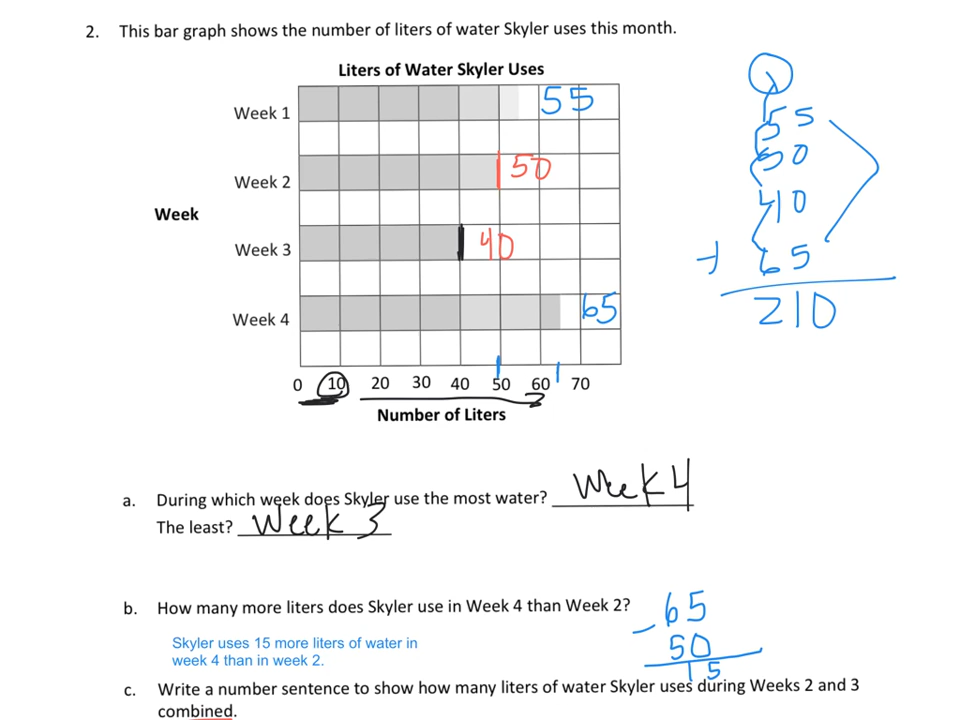 2. This bar graph shows the number of liters of water Skyler uses this month.
Liters of Water Skyler Uses
Week 1
55
Week 2
50
Week
Week 3
40
Week 4
65
0 10 20 30 40 50 60 70
Number of Liters
2
55
50
40
+ 65
210
a. During which week does Skyler use the most water? Week 4
The least? Week 3
b. How many more liters does Skyler use in Week 4 than Week 2?
65
- 50
15
Skyler uses 15 more liters of water in
week 4 than in week 2.
c. Write a number sentence to show how many liters of water Skyler uses during Weeks 2 and 3
combined.